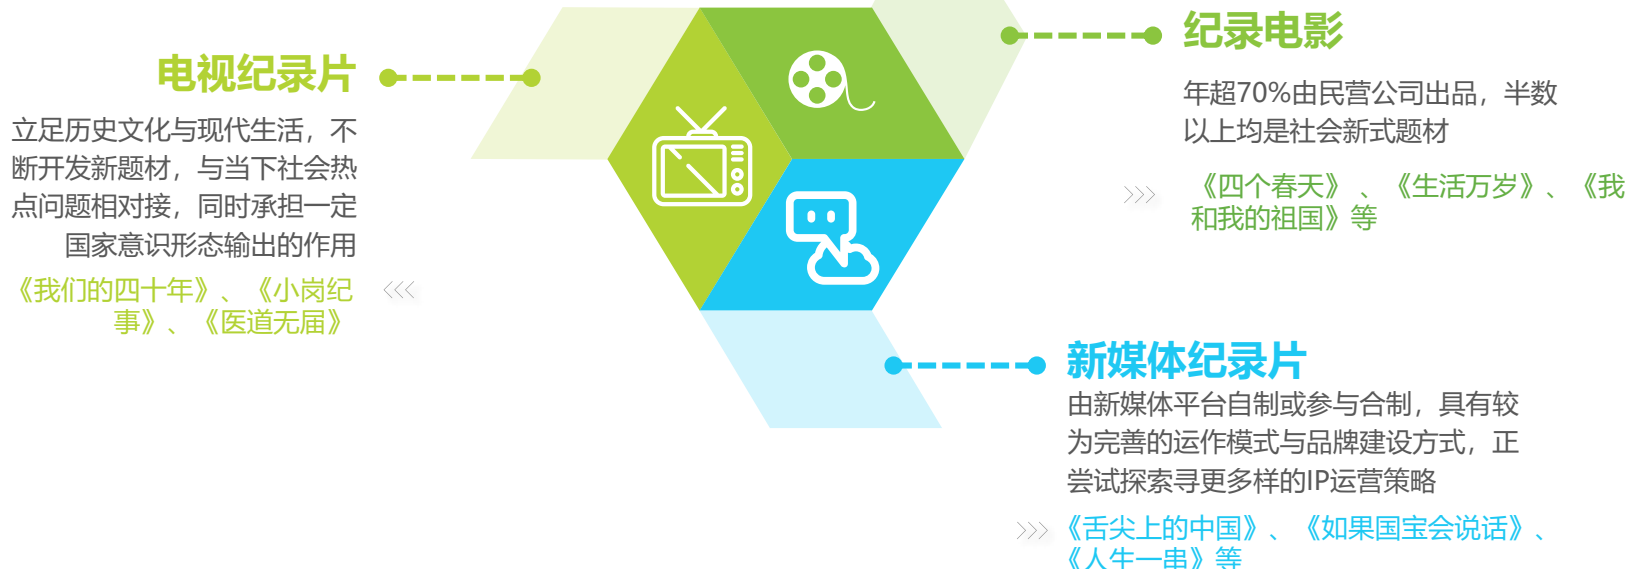 电视纪录片
立足历史文化与现代生活，不
断开发新题材，与当下社会热
点问题相对接，同时承担一定
国家意识形态输出的作用
《我们的四十年》、《小岗纪
事》、《医道无届》
纪录电影
年超70%由民营公司出品，半数
以上均是社会新式题材
《四个春天》 、《生活万岁》、《我
和我的祖国》等
新媒体纪录片
由新媒体平台自制或参与合制，具有较
为完善的运作模式与品牌建设方式，正
尝试探索寻更多样的IP运营策略
《舌尖上的中国》、《如果国宝会说话》、
《人生一串》等